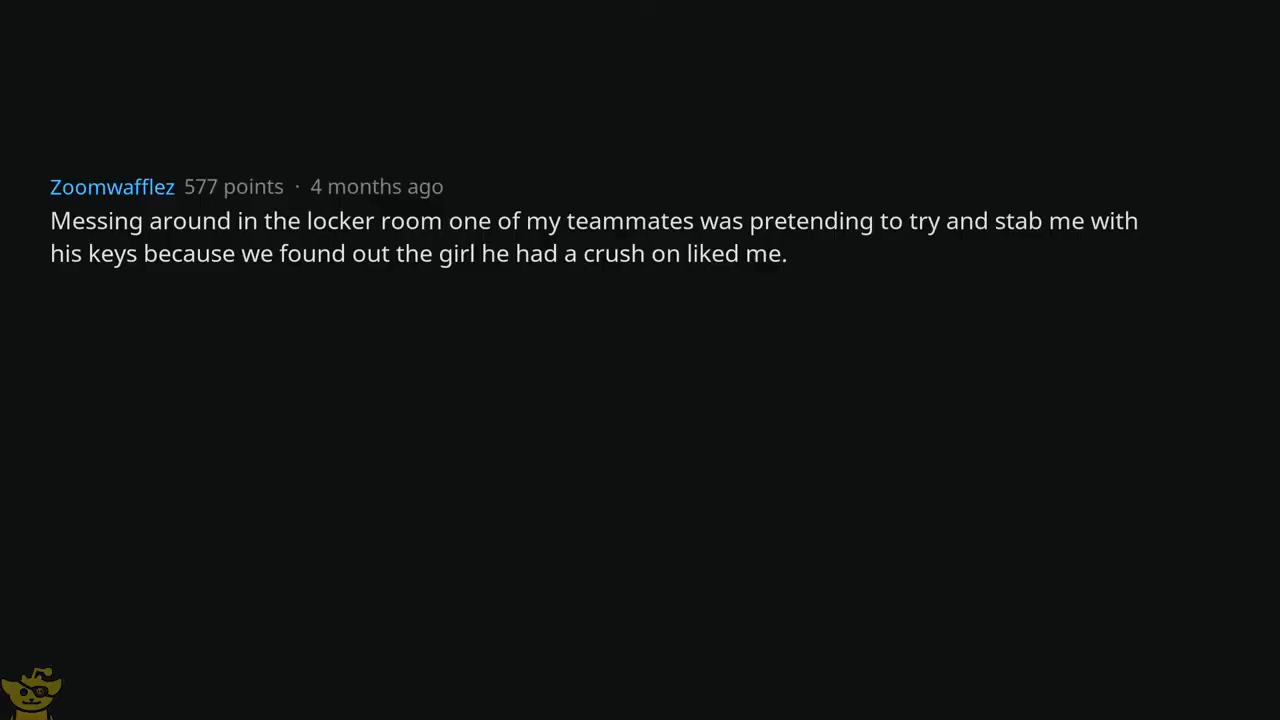 Zoomwafflez 577 points · 4 months ago
Messing around in the locker room one of my teammates was pretending to try and stab me with
his keys because we found out the girl he had a crush on liked me.